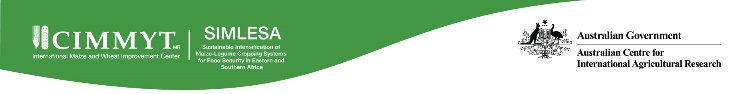 CIMMYT MR
International Maize and Wheat Improvement Center
SIMLESA
Sustainable Intensification of
Maize-Legume Cropping Systems
for Food Security in Eastern and
Southern Africa
Australian Government
Australian Centre for
International Agricultural Research